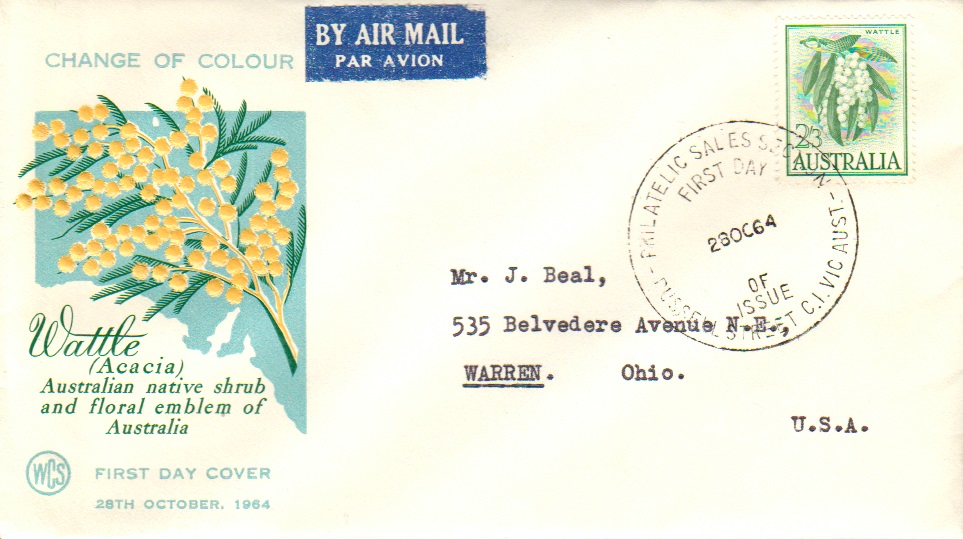 CHANGE OF COLOUR
BY AIR MAIL
PAR AVION
WATTLE
2/3
AUSTRALIA
PHILATELIC SALES SECTION
FIRST DAY
28OC64
OF
ISSUE
RUSSELL STREET C.1. VIC AUST.
Mr. J. Beal,
535 Belvedere Avenue N.E.,
WARREN. Ohio.
U.S.A.
Wattle
(Acacia)
Australian native shrub
and floral emblem of
Australia
WCS
FIRST DAY COVER
28TH OCTOBER, 1964